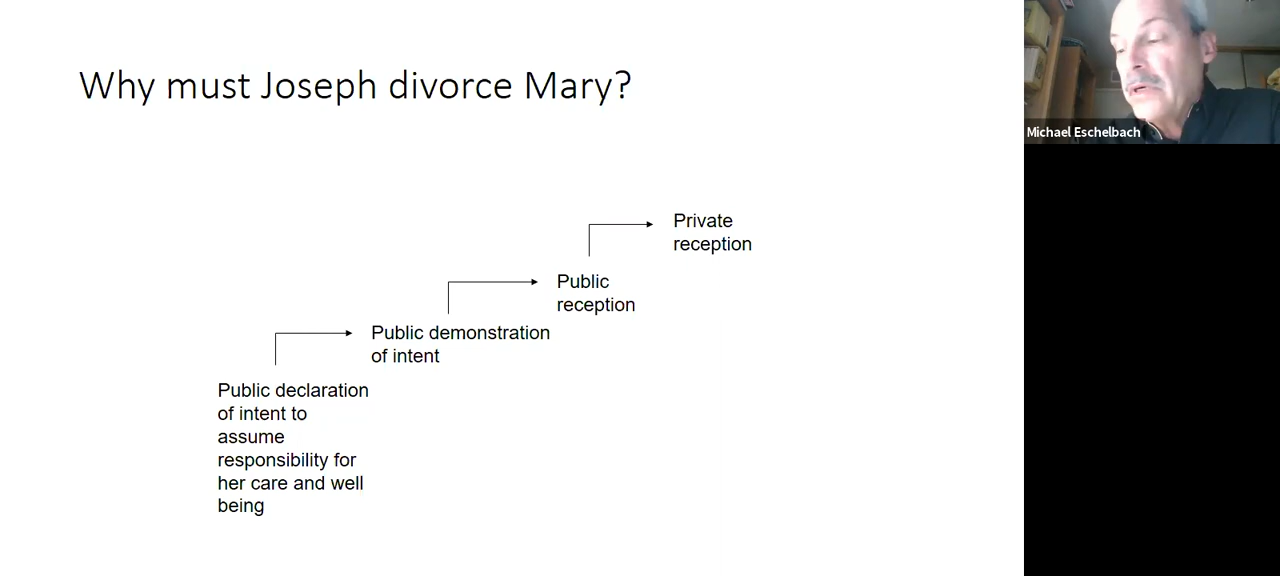 Why must Joseph divorce Mary?
Michael Eschelbach
Private
reception
Public
reception
Public demonstration
of intent
Public declaration
of intent to
assume
responsibility for
her care and well
being